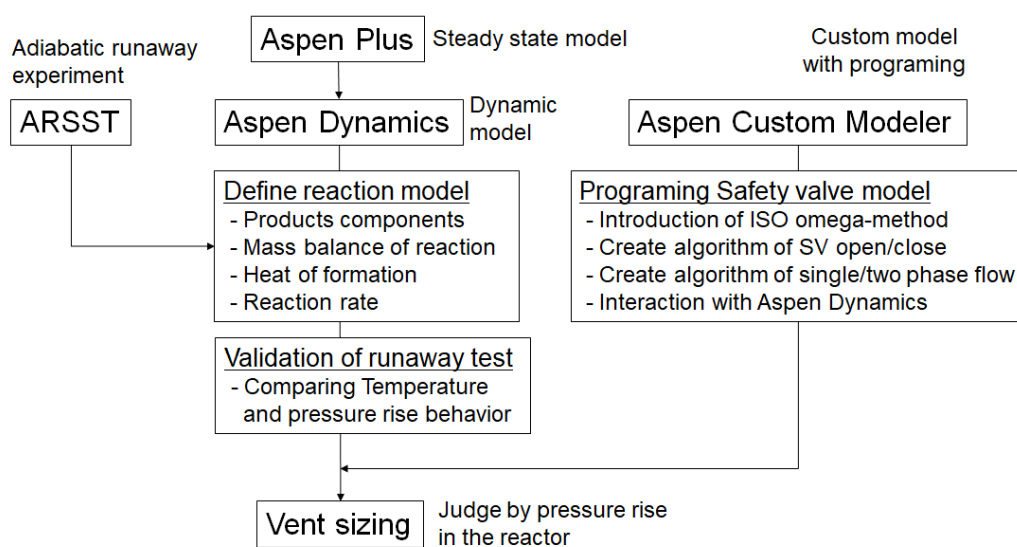 Adiabatic runaway
experiment
ARSST
Aspen Plus
Steady state model
Aspen Dynamics
Dynamic
model
Custom model
with programing
Aspen Custom Modeler
Define reaction model
- Products components
- Mass balance of reaction
- Heat of formation
- Reaction rate
Programing Safety valve model
- Introduction of ISO omega-method
- Create algorithm of SV open/close
- Create algorithm of single/two phase flow
- Interaction with Aspen Dynamics
Validation of runaway test
- Comparing Temperature
and pressure rise behavior
Vent sizing
Judge by pressure rise
in the reactor